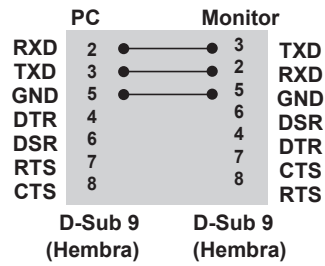 PC Monitor
RXD 2 3 TXD
TXD 3 2 RXD
GND 5 5 GND
DTR 4 6 DSR
DSR 6 4 DTR
RTS 7 7 CTS
CTS 8 8 RTS
D-Sub 9 D-Sub 9
(Hembra) (Hembra)